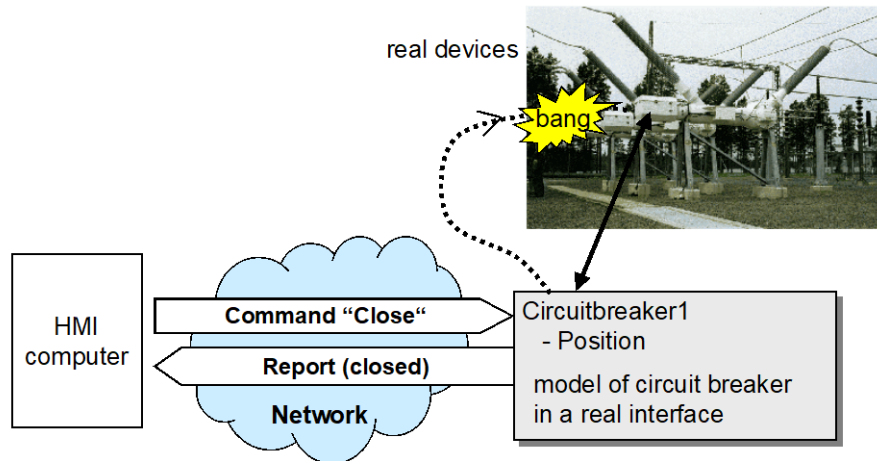 real devices
bang
HMI
computer
Command “Close“
Report (closed)
Network
Circuitbreaker1
- Position
model of circuit breaker
in a real interface